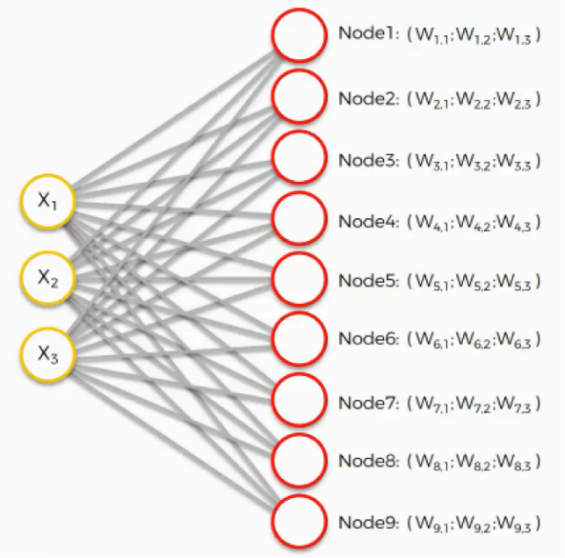 Node1: (W1,1;W1,2;W1,3)
Node2: (W2,1;W2,2;W2,3)
Node3: (W3,1;W3,2;W3,3)
X1
Node4: (W4,1;W4,2;W4,3)
X2
Node5: (W5,1;W5,2;W5,3)
Node6: (W6,1;W6,2;W6,3)
X3
Node7: (W7,1;W7,2;W7,3)
Node8: (W8,1;W8,2;W8,3)
Node9: (W9,1;W9,2;W9,3)